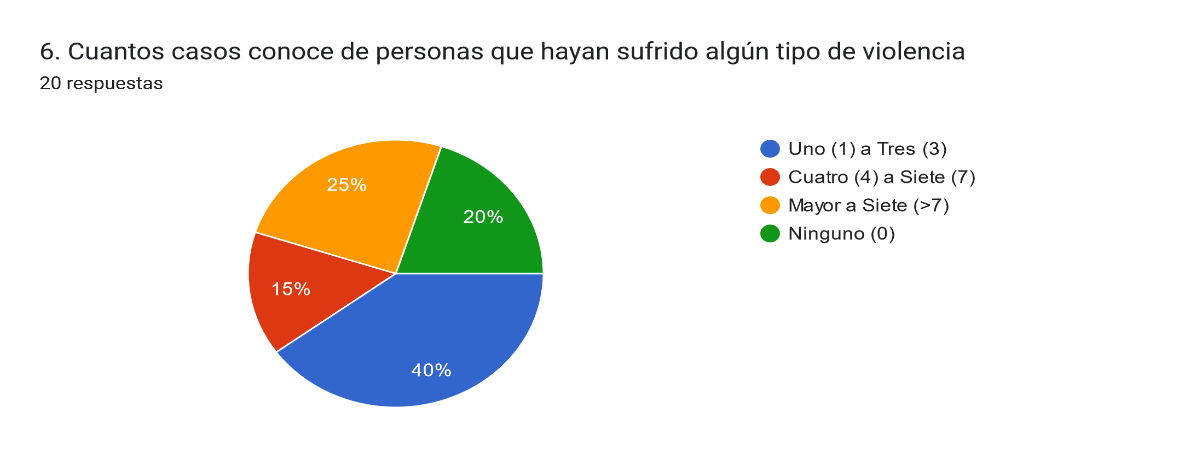 6. Cuantos casos conoce de personas que hayan sufrido algún tipo de violencia
20 respuestas
Uno (1) a Tres (3)
Cuatro (4) a Siete (7)
Mayor a Siete (>7)
Ninguno (0)
25%
20%
15%
40%